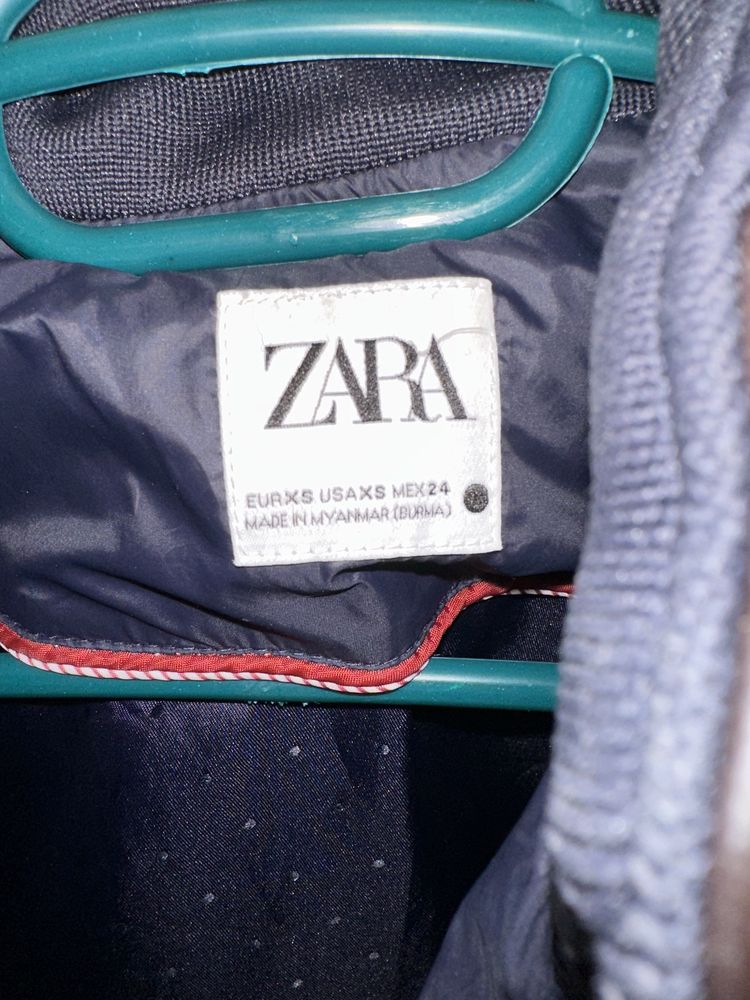 ZARA
EUR XS USA XS MEX 24
MADE IN MYANMAR (BURMA)